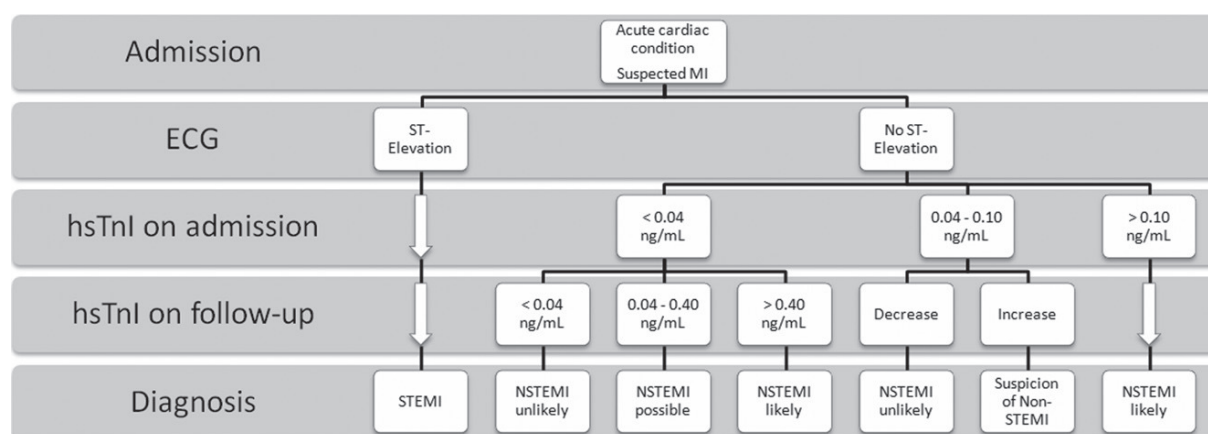 Admission
Acute cardiac
condition
Suspected MI
ECG
ST-
Elevation
No ST-
Elevation
hsTnI on admission
< 0.04
ng/mL
0.04 - 0.10
ng/mL
> 0.10
ng/mL
hsTnI on follow-up
< 0.04
ng/mL
0.04 - 0.40
ng/mL
> 0.40
ng/mL
Decrease
Increase
Diagnosis
STEMI
NSTEMI
unlikely
NSTEMI
possible
NSTEMI
likely
NSTEMI
unlikely
Suspicion
of Non-
STEMI
NSTEMI
likely